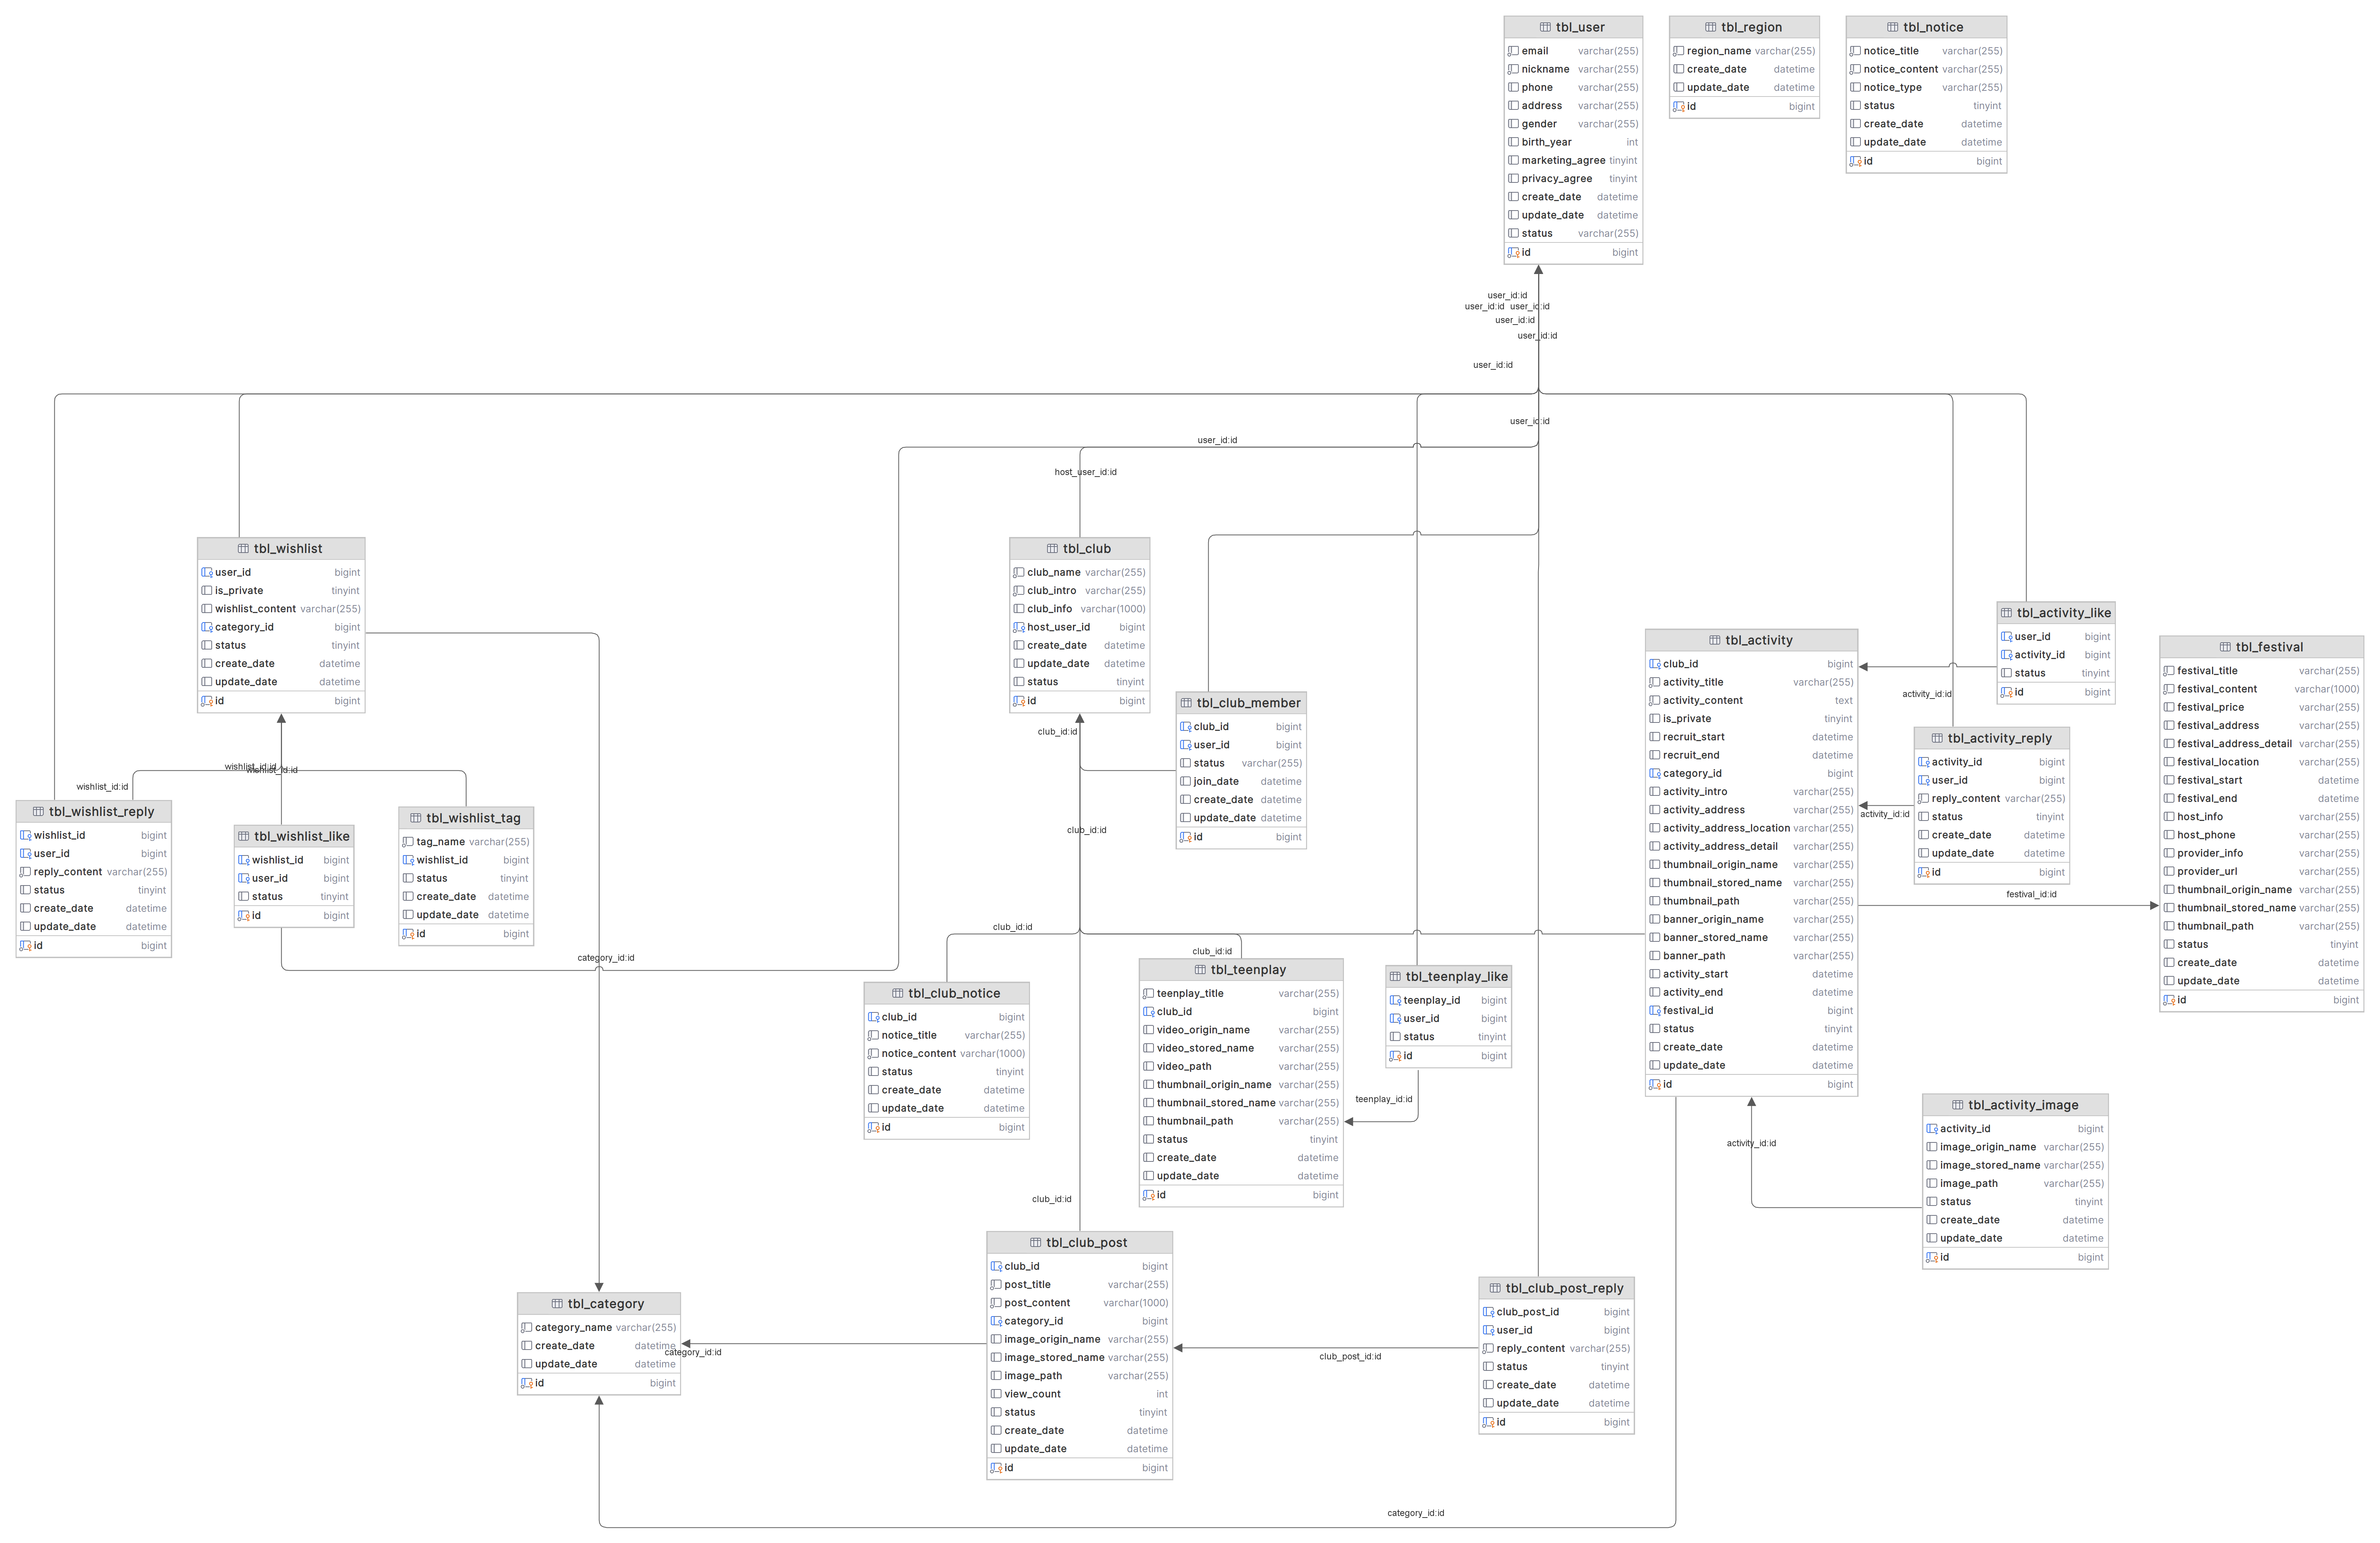 tbl_user
email varchar(255)
nickname varchar(255)
phone varchar(255)
address varchar(255)
gender varchar(255)
birth_year int
marketing_agree tinyint
privacy_agree tinyint
create_date datetime
update_date datetime
status varchar(255)
id bigint
tbl_region
region_name varchar(255)
create_date datetime
update_date datetime
id bigint
tbl_notice
notice_title varchar(255)
notice_content varchar(255)
notice_type varchar(255)
status tinyint
create_date datetime
update_date datetime
id bigint
user_id:id
user_id:id user_id:id
user_id:id
user_id:id
user_id:id
user_id:id
user_id:id
host_user_id:id
tbl_wishlist
user_id bigint
is_private tinyint
wishlist_content varchar(255)
category_id bigint
status tinyint
create_date datetime
update_date datetime
id bigint
tbl_club
club_name varchar(255)
club_intro varchar(255)
club_info varchar(1000)
host_user_id bigint
create_date datetime
update_date datetime
status tinyint
id bigint
club_id:id
tbl_club_member
club_id bigint
user_id bigint
status varchar(255)
join_date datetime
create_date datetime
update_date datetime
id bigint
club_id:id
tbl_activity
club_id bigint
activity_title varchar(255)
activity_content text
is_private tinyint
recruit_start datetime
recruit_end datetime
category_id bigint
activity_intro varchar(255)
activity_address varchar(255)
activity_address_location varchar(255)
activity_address_detail varchar(255)
thumbnail_origin_name varchar(255)
thumbnail_stored_name varchar(255)
thumbnail_path varchar(255)
banner_origin_name varchar(255)
banner_stored_name varchar(255)
banner_path varchar(255)
activity_start datetime
activity_end datetime
festival_id bigint
status tinyint
create_date datetime
update_date datetime
id bigint
tbl_activity_like
user_id bigint
activity_id bigint
status tinyint
id bigint
activity_id:id
tbl_activity_reply
activity_id bigint
user_id bigint
reply_content varchar(255)
status tinyint
create_date datetime
update_date datetime
id bigint
activity_id:id
festival_id:id
tbl_festival
festival_title varchar(255)
festival_content varchar(1000)
festival_price varchar(255)
festival_address varchar(255)
festival_address_detail varchar(255)
festival_location varchar(255)
festival_start datetime
festival_end datetime
host_info varchar(255)
host_phone varchar(255)
provider_info varchar(255)
provider_url varchar(255)
thumbnail_origin_name varchar(255)
thumbnail_stored_name varchar(255)
thumbnail_path varchar(255)
status tinyint
create_date datetime
update_date datetime
id bigint
wishlist_id:id
wishlist_id:id
wishlist_id:id
tbl_wishlist_reply
wishlist_id bigint
user_id bigint
reply_content varchar(255)
status tinyint
create_date datetime
update_date datetime
id bigint
tbl_wishlist_like
wishlist_id bigint
user_id bigint
status tinyint
id bigint
tbl_wishlist_tag
tag_name varchar(255)
wishlist_id bigint
status tinyint
create_date datetime
update_date datetime
id bigint
category_id:id
club_id:id
club_id:id
tbl_club_notice
club_id bigint
notice_title varchar(255)
notice_content varchar(1000)
status tinyint
create_date datetime
update_date datetime
id bigint
tbl_teenplay
teenplay_title varchar(255)
club_id bigint
video_origin_name varchar(255)
video_stored_name varchar(255)
video_path varchar(255)
thumbnail_origin_name varchar(255)
thumbnail_stored_name varchar(255)
thumbnail_path varchar(255)
status tinyint
create_date datetime
update_date datetime
id bigint
tbl_teenplay_like
teenplay_id bigint
user_id bigint
status tinyint
id bigint
teenplay_id:id
activity_id:id
tbl_activity_image
activity_id bigint
image_origin_name varchar(255)
image_stored_name varchar(255)
image_path varchar(255)
status tinyint
create_date datetime
update_date datetime
id bigint
club_id:id
tbl_category
category_name varchar(255)
create_date datetime
update_date datetime
id bigint
category_id:id
tbl_club_post
club_id bigint
post_title varchar(255)
post_content varchar(1000)
category_id bigint
image_origin_name varchar(255)
image_stored_name varchar(255)
image_path varchar(255)
view_count int
status tinyint
create_date datetime
update_date datetime
id bigint
club_post_id:id
tbl_club_post_reply
club_post_id bigint
user_id bigint
reply_content varchar(255)
status tinyint
create_date datetime
update_date datetime
id bigint
category_id:id